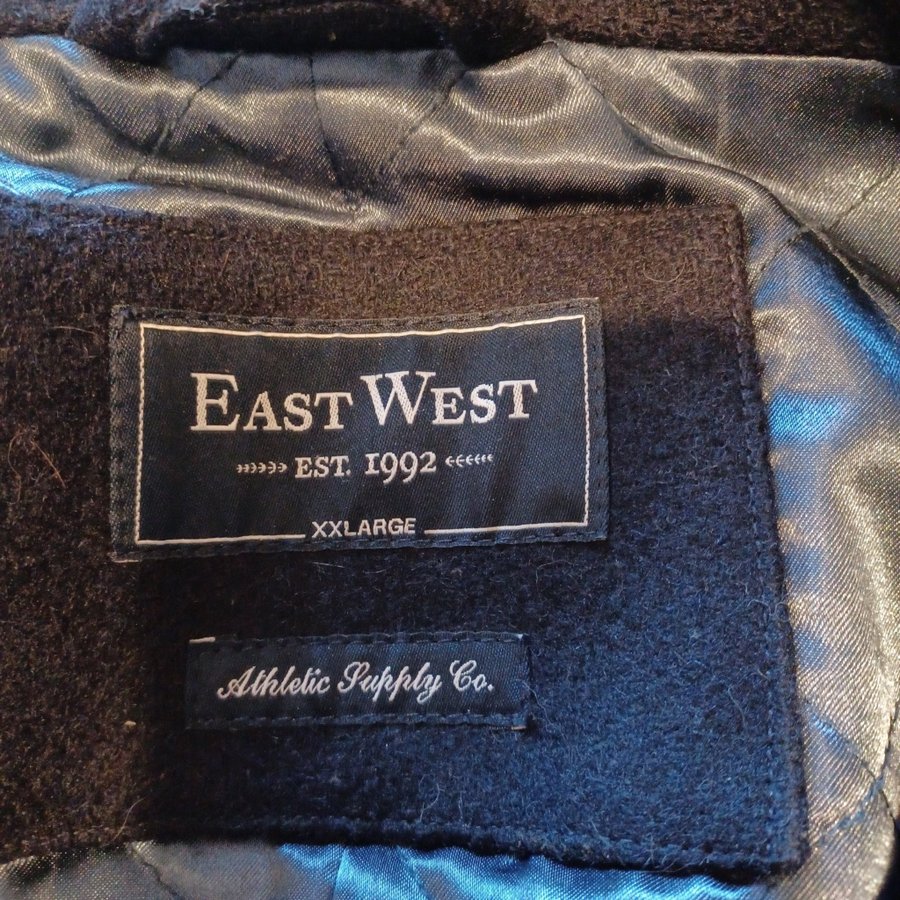 EAST WEST
EST. 1992
XXLARGE
Athletic Supply Co.